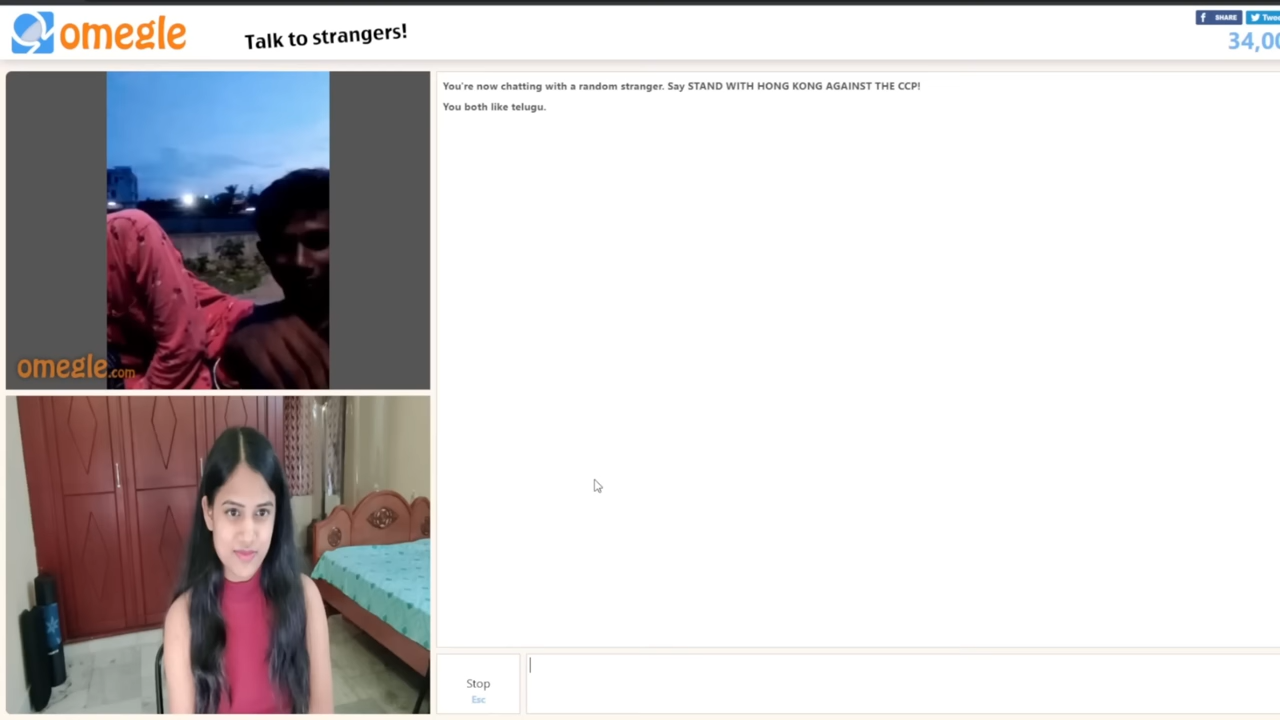 omegle
Talk to strangers!
SHARE
34,00
You're now chatting with a random stranger. Say STAND WITH HONG KONG AGAINST THE CCP!
You both like telugu.
omegle.com
Stop
Esc